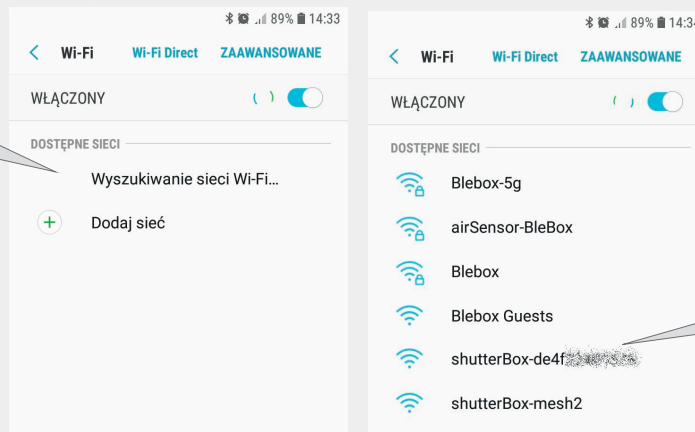 89% 14:33
Wi-Fi Wi-Fi Direct ZAAWANSOWANE
WŁĄCZONY
DOSTĘPNE SIECI
Wyszukiwanie sieci Wi-Fi...
Dodaj sieć
89% 14:34
Wi-Fi Wi-Fi Direct ZAAWANSOWANE
WŁĄCZONY
DOSTĘPNE SIECI
Blebox-5g
airSensor-BleBox
Blebox
Blebox Guests
shutterBox-de4f
shutterBox-mesh2